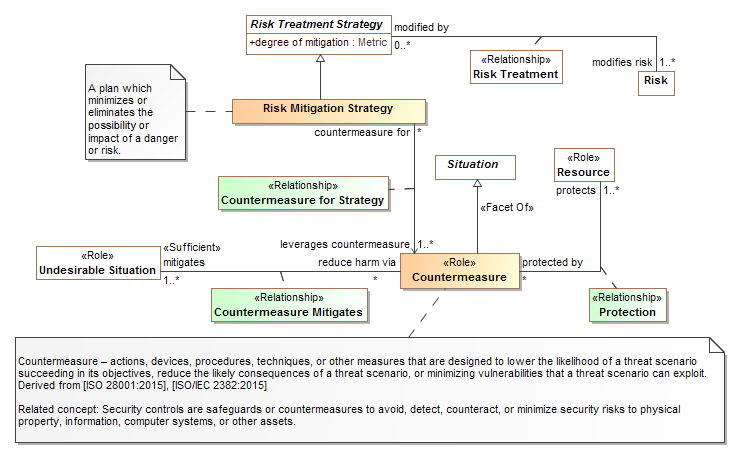 Risk Treatment Strategy
+degree of mitigation : Metric
modified by
0..*
«Relationship»
Risk Treatment
modifies risk
1..*
Risk
A plan which
minimizes or
eliminates the
possibility or
impact of a danger
or risk.
Risk Mitigation Strategy
countermeasure for
*
Situation
«Role»
Resource
«Relationship»
Countermeasure for Strategy
protects
1..*
«Facet Of»
«Role»
Undesirable Situation
«Sufficient»
mitigates
1..*
leverages countermeasure
1..*
reduce harm via
*
«Role»
Countermeasure
protected by
*
«Relationship»
Countermeasure Mitigates
«Relationship»
Protection
Countermeasure – actions, devices, procedures, techniques, or other measures that are designed to lower the likelihood of a threat scenario
succeeding in its objectives, reduce the likely consequences of a threat scenario, or minimizing vulnerabilities that a threat scenario can exploit.
Derived from [ISO 28001:2015], [ISO/IEC 2382:2015]
Related concept: Security controls are safeguards or countermeasures to avoid, detect, counteract, or minimize security risks to physical
property, information, computer systems, or other assets.